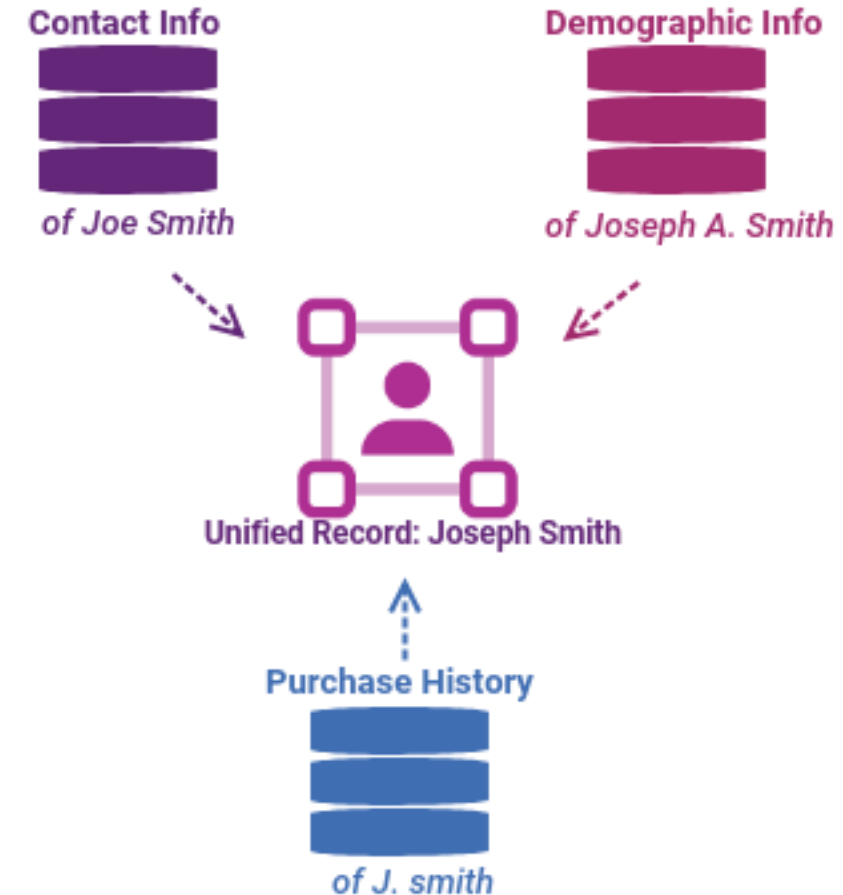 Contact Info
Demographic Info
of Joe Smith
of Joseph A. Smith
Unified Record: Joseph Smith
Purchase History
of J. smith